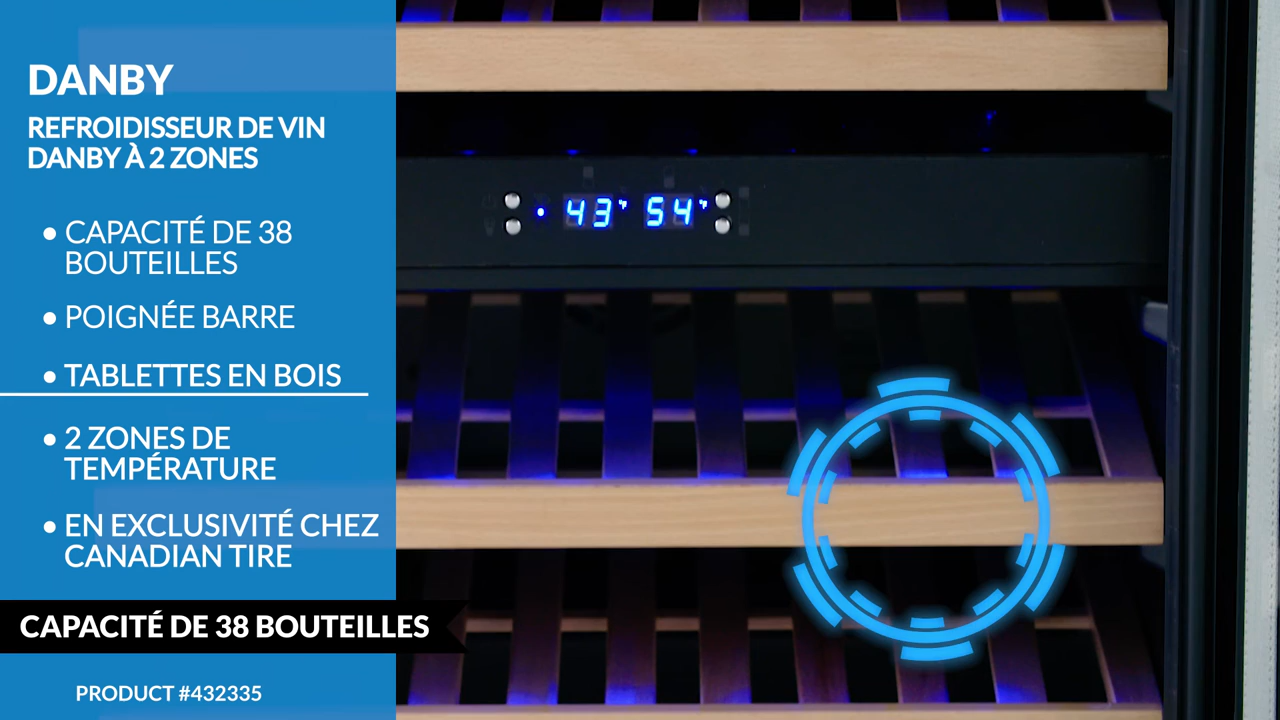 DANBY
REFROIDISSEUR DE VIN
DANBY À 2 ZONES
• CAPACITÉ DE 38
BOUTEILLES
• POIGNÉE BARRE
• TABLETTES EN BOIS
• 2 ZONES DE
TEMPÉRATURE
• EN EXCLUSIVITÉ CHEZ
CANADIAN TIRE
CAPACITÉ DE 38 BOUTEILLES
PRODUCT #432335
43°F 54°F